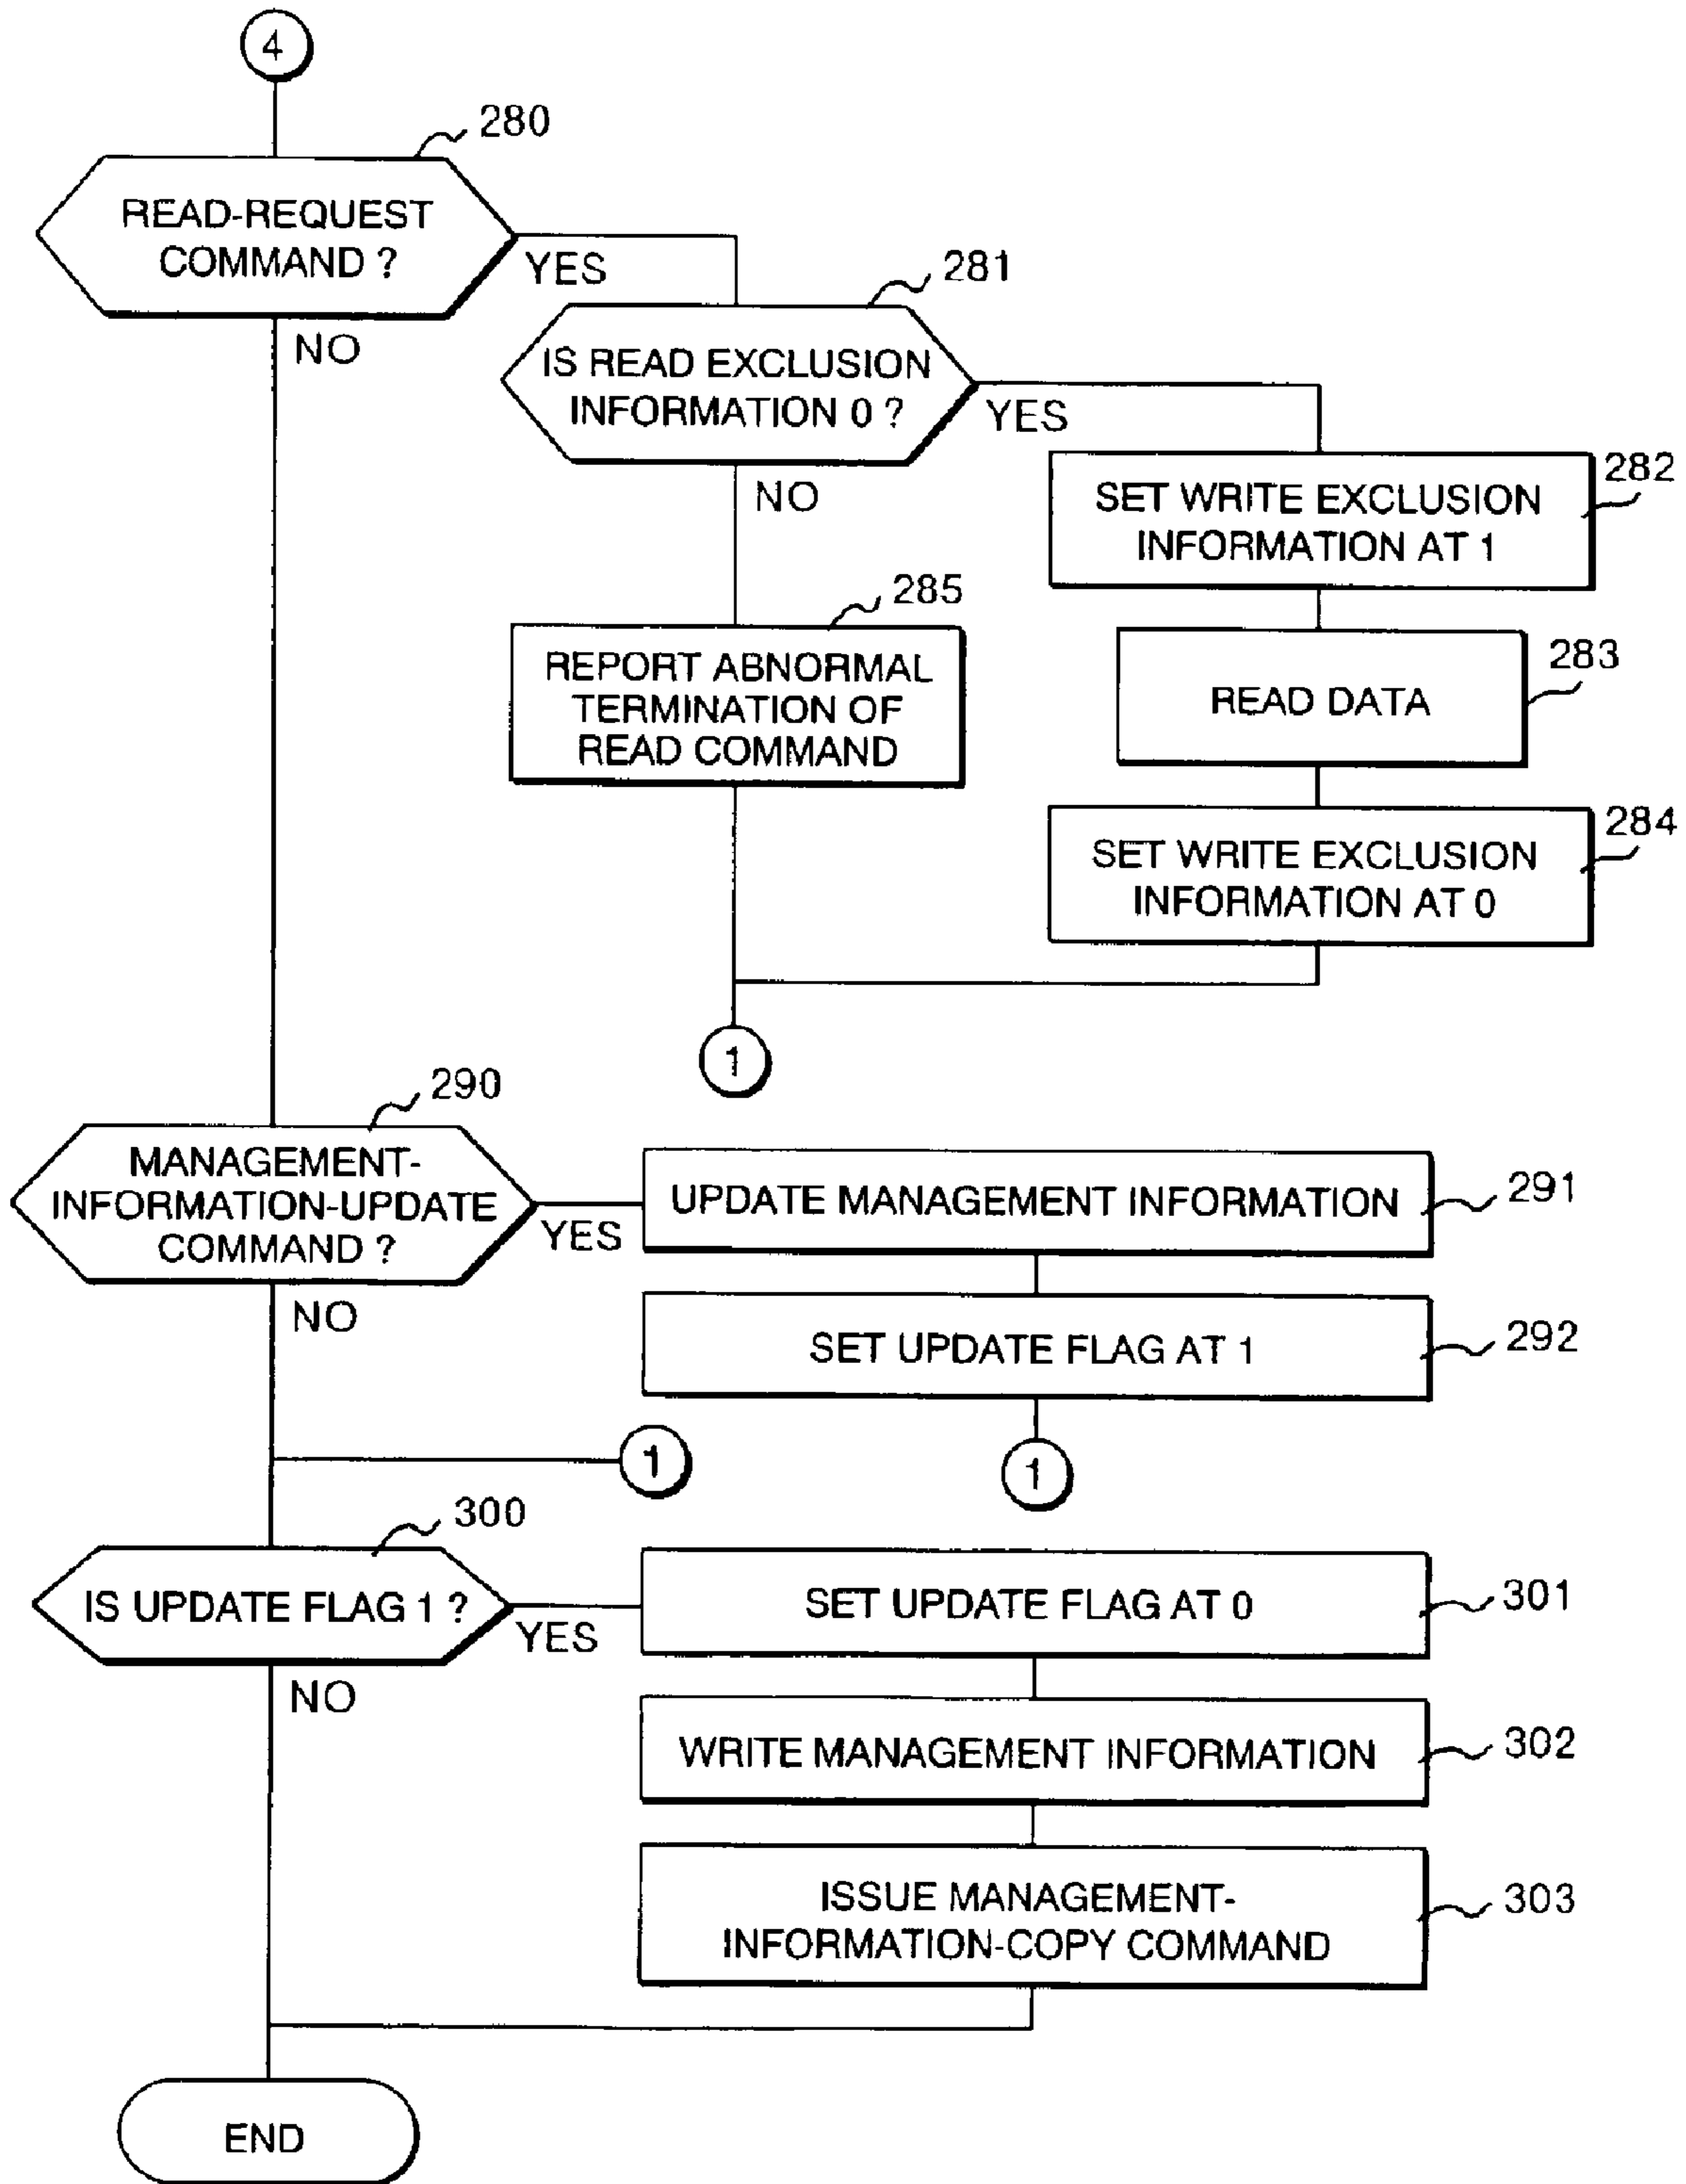 4
280
READ-REQUEST
COMMAND ?
YES
NO
281
IS READ EXCLUSION
INFORMATION 0 ?
YES
NO
282
SET WRITE EXCLUSION
INFORMATION AT 1
283
READ DATA
284
SET WRITE EXCLUSION
INFORMATION AT 0
285
REPORT ABNORMAL
TERMINATION OF
READ COMMAND
1
290
MANAGEMENT-
INFORMATION-UPDATE
COMMAND ?
YES
NO
UPDATE MANAGEMENT INFORMATION
291
SET UPDATE FLAG AT 1
292
1
1
300
IS UPDATE FLAG 1 ?
YES
NO
SET UPDATE FLAG AT 0
301
WRITE MANAGEMENT INFORMATION
302
ISSUE MANAGEMENT-
INFORMATION-COPY COMMAND
303
END